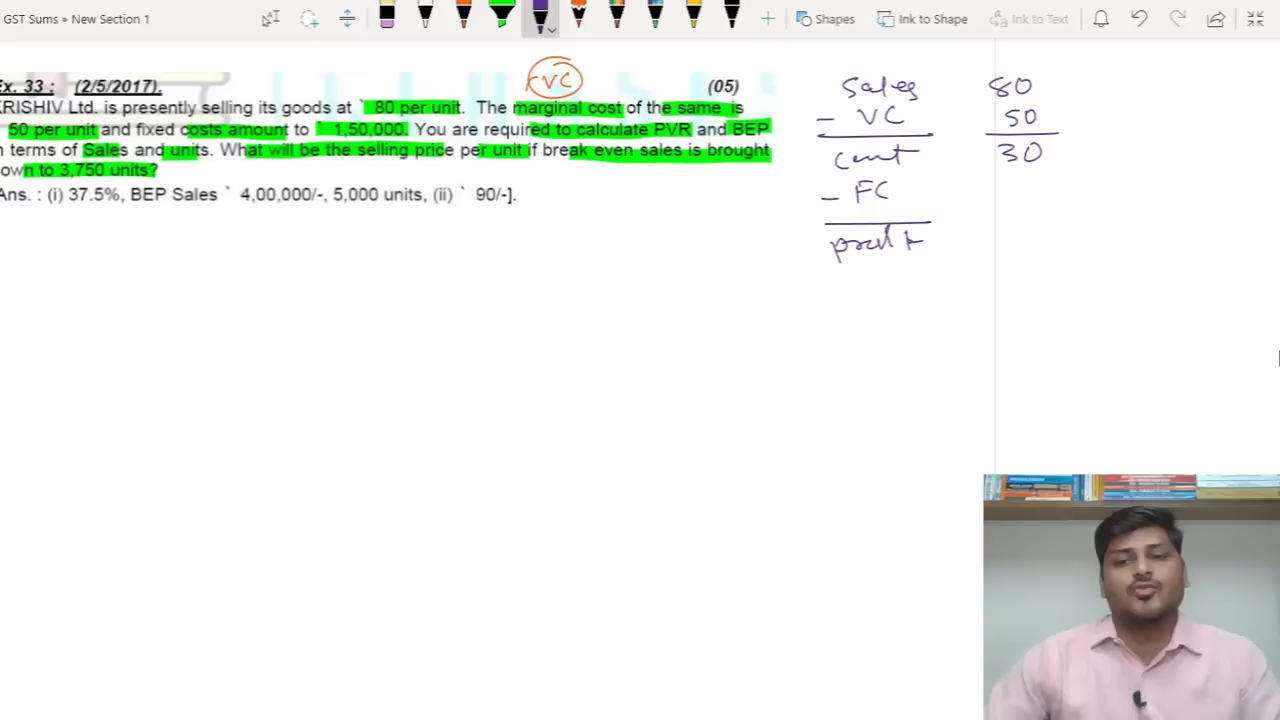 GST Sums » New Section 1
Shapes
Ink to Shape
Ink to Text
Ex. 33 : (2/5/2017). (05)
KRISHIV Ltd. is presently selling its goods at ` 80 per unit. The marginal cost of the same is
50 per unit and fixed costs amount to ` 1,50,000. You are required to calculate PVR and BEP
n terms of Sales and units. What will be the selling price per unit if break even sales is brought
own to 3,750 units?
Ans. : (i) 37.5%, BEP Sales ` 4,00,000/-, 5,000 units, (ii) ` 90/-].
VC
Sales 80
- VC 50
cont 30
- FC
profit